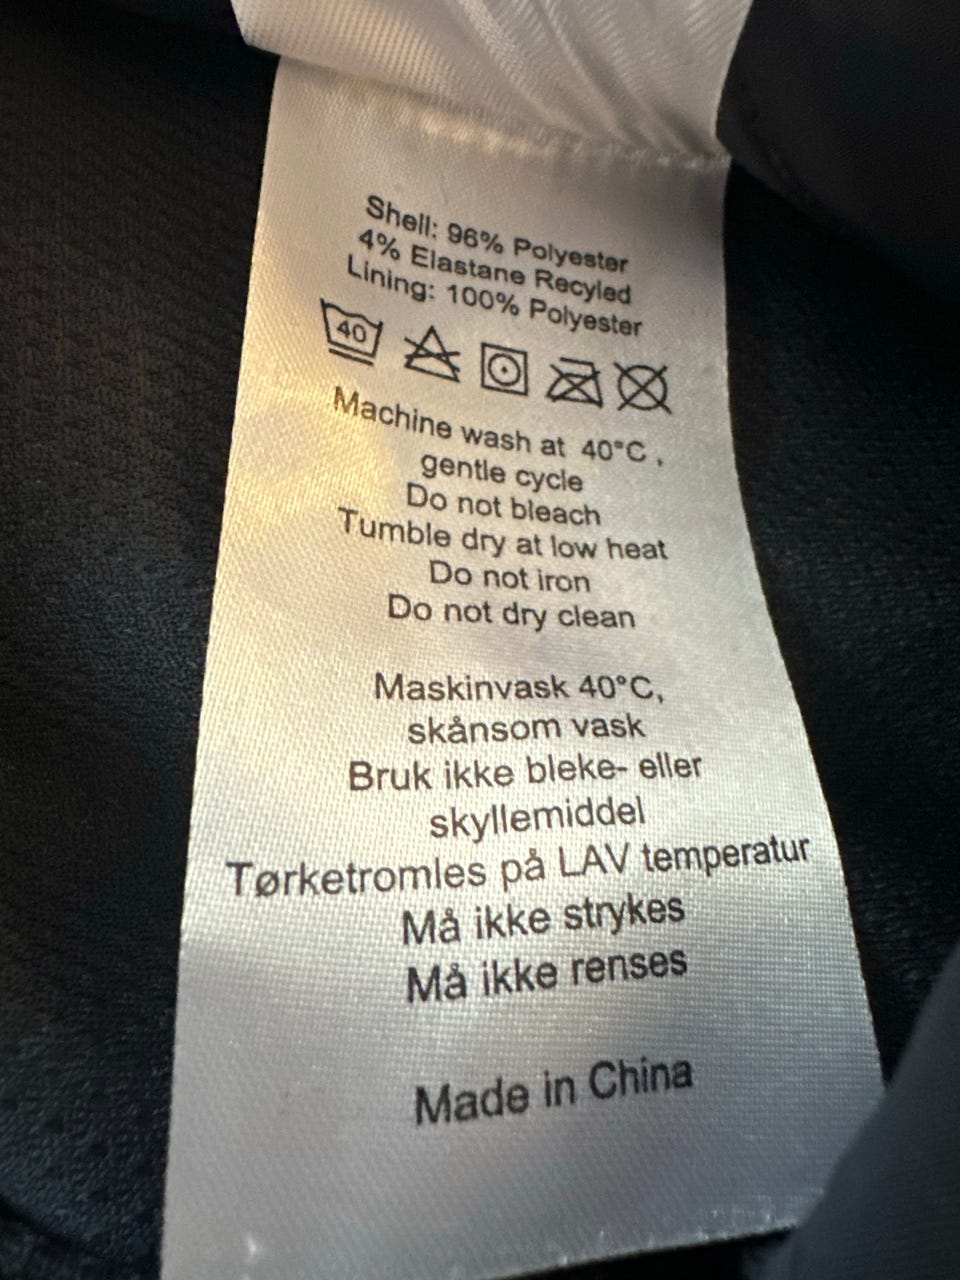 Shell: 96% Polyester
4% Elastane Recyled
Lining: 100% Polyester
40
Machine wash at 40°C ,
gentle cycle
Do not bleach
Tumble dry at low heat
Do not iron
Do not dry clean
Maskinvask 40°C,
skånsom vask
Bruk ikke bleke- eller
skyllemiddel
Tørketromles på LAV temperatur
Må ikke strykes
Må ikke renses
Made in China